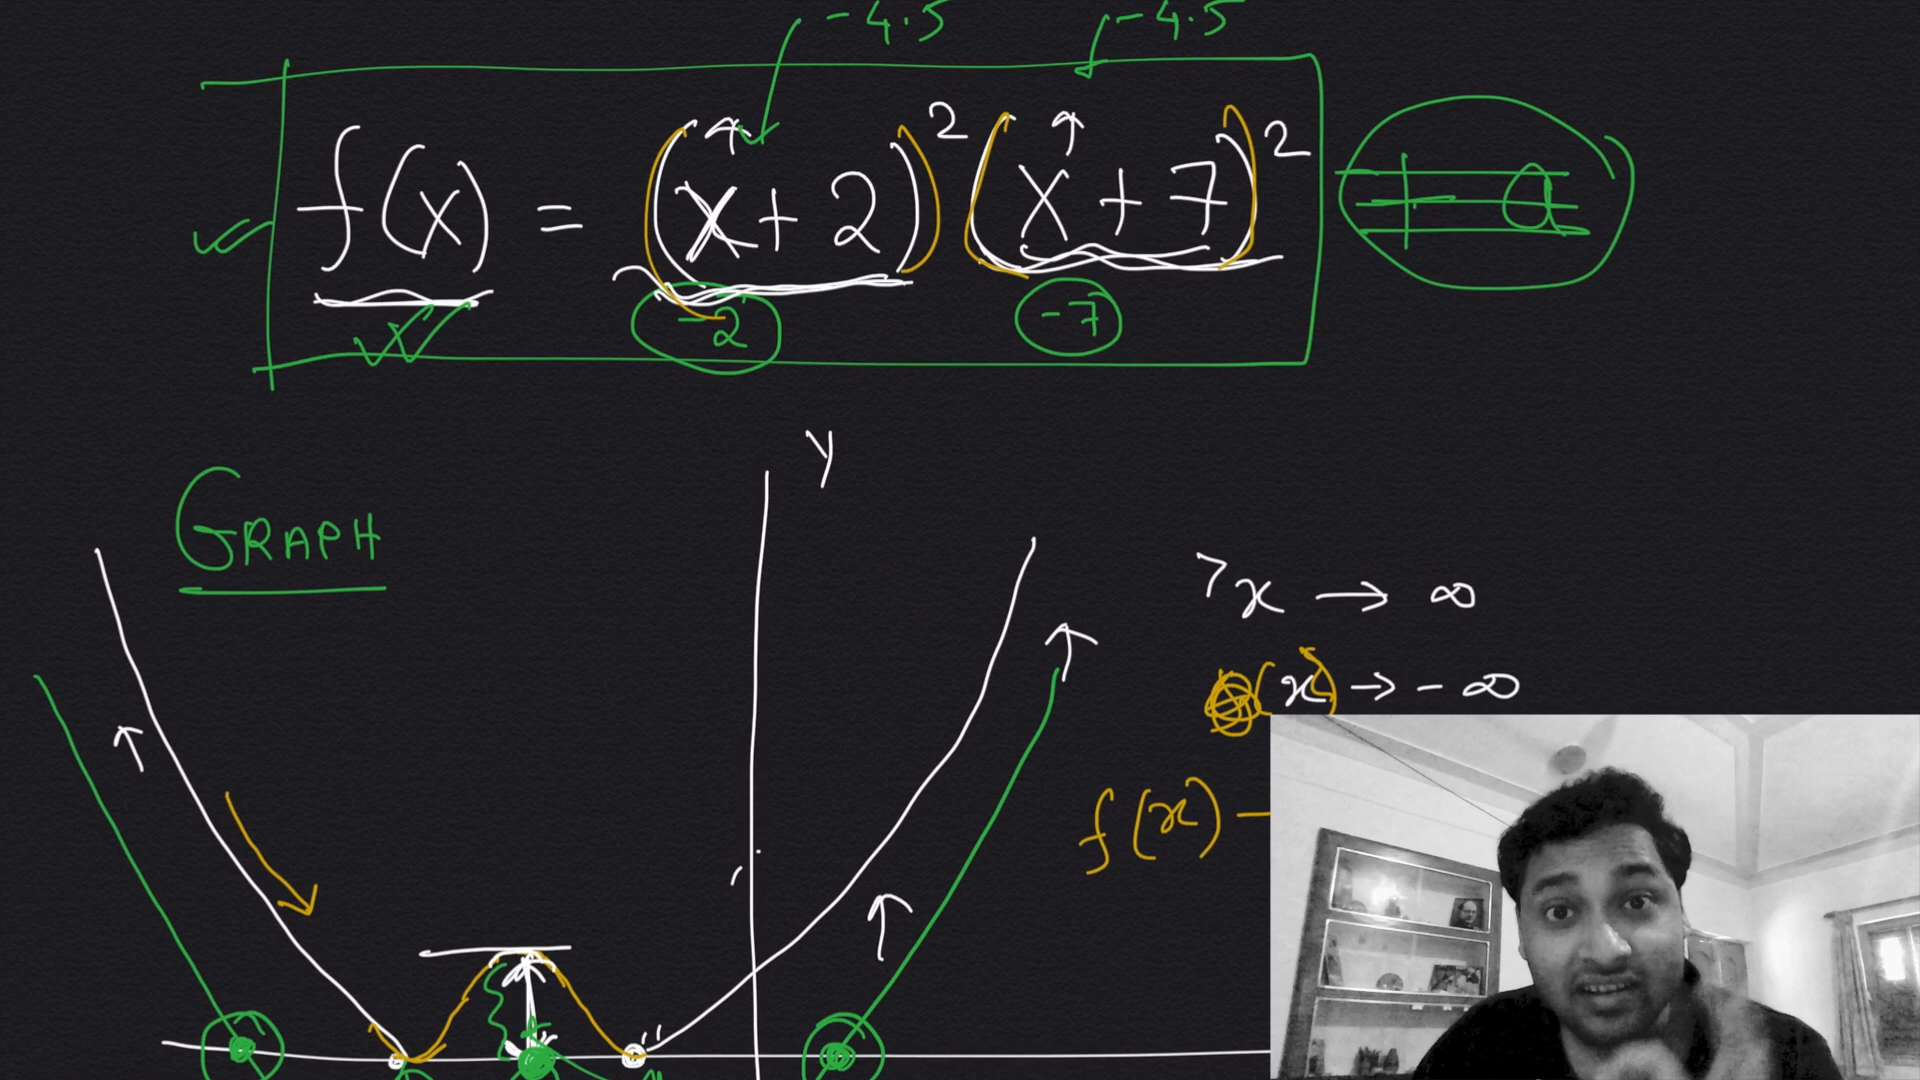 -4.5 -4.5
f(x) = (x+2)² (x+7)² + a
-2 -7
y
GRAPH
x → ∞
(x) → -∞
f(x) -